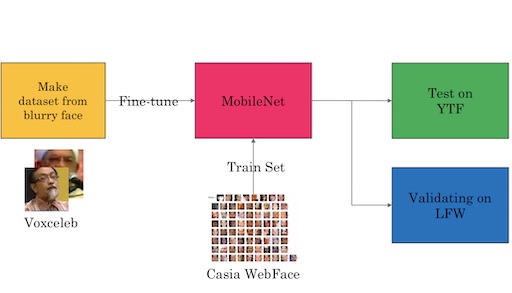 Make
dataset from
blurry face
Fine-tune
MobileNet
Test on
YTF
Train Set
Validating on
LFW
Voxceleb
Casia WebFace